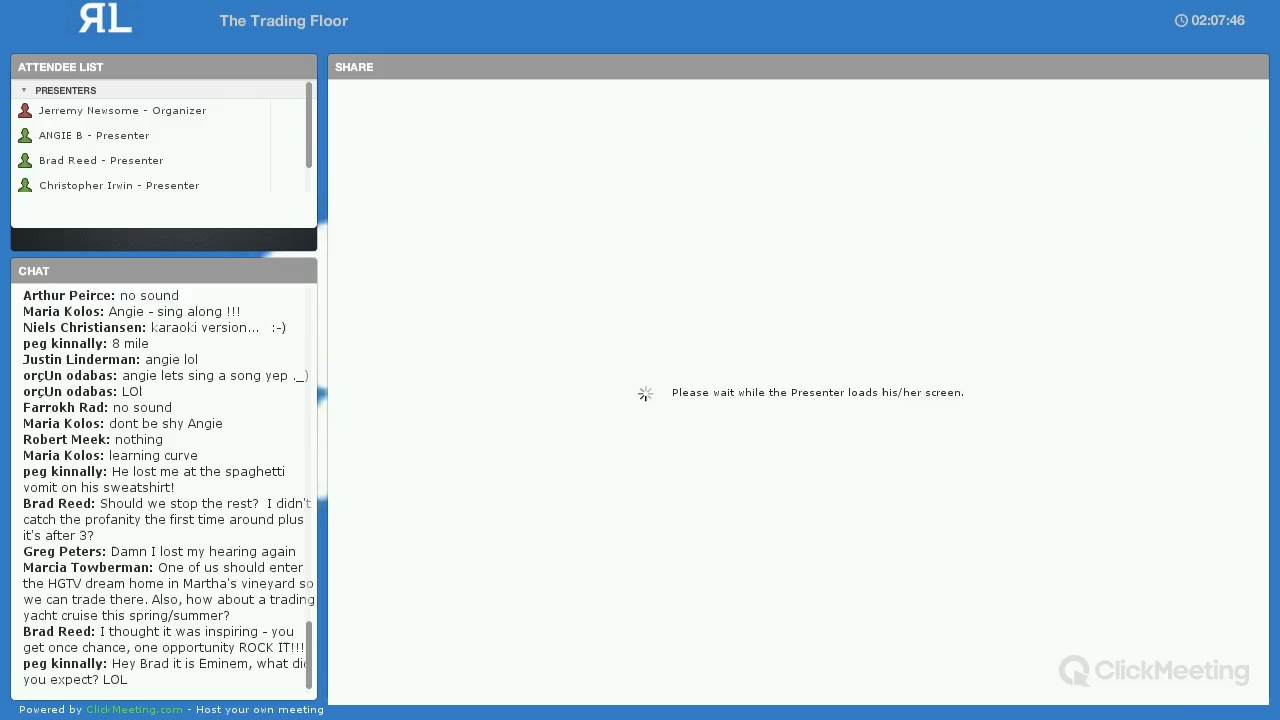 RL
The Trading Floor
02:07:46
ATTENDEE LIST
PRESENTERS
Jerremy Newsome - Organizer
ANGIE B - Presenter
Brad Reed - Presenter
Christopher Irwin - Presenter
CHAT
Arthur Peirce: no sound
Maria Kolos: Angie - sing along !!!
Niels Christiansen: karaoki version... :-)
peg kinnally: 8 mile
Justin Linderman: angie lol
orçUn odabas: angie lets sing a song yep ._)
orçUn odabas: LOl
Farrokh Rad: no sound
Maria Kolos: dont be shy Angie
Robert Meek: nothing
Maria Kolos: learning curve
peg kinnally: He lost me at the spaghetti
vomit on his sweatshirt!
Brad Reed: Should we stop the rest? I didn't
catch the profanity the first time around plus
it's after 3?
Greg Peters: Damn I lost my hearing again
Marcia Towberman: One of us should enter
the HGTV dream home in Martha's vineyard so
we can trade there. Also, how about a trading
yacht cruise this spring/summer?
Brad Reed: I thought it was inspiring - you
get once chance, one opportunity ROCK IT!!!
peg kinnally: Hey Brad it is Eminem, what did
you expect? LOL
SHARE
Please wait while the Presenter loads his/her screen.
ClickMeeting
Powered by ClickMeeting.com - Host your own meeting